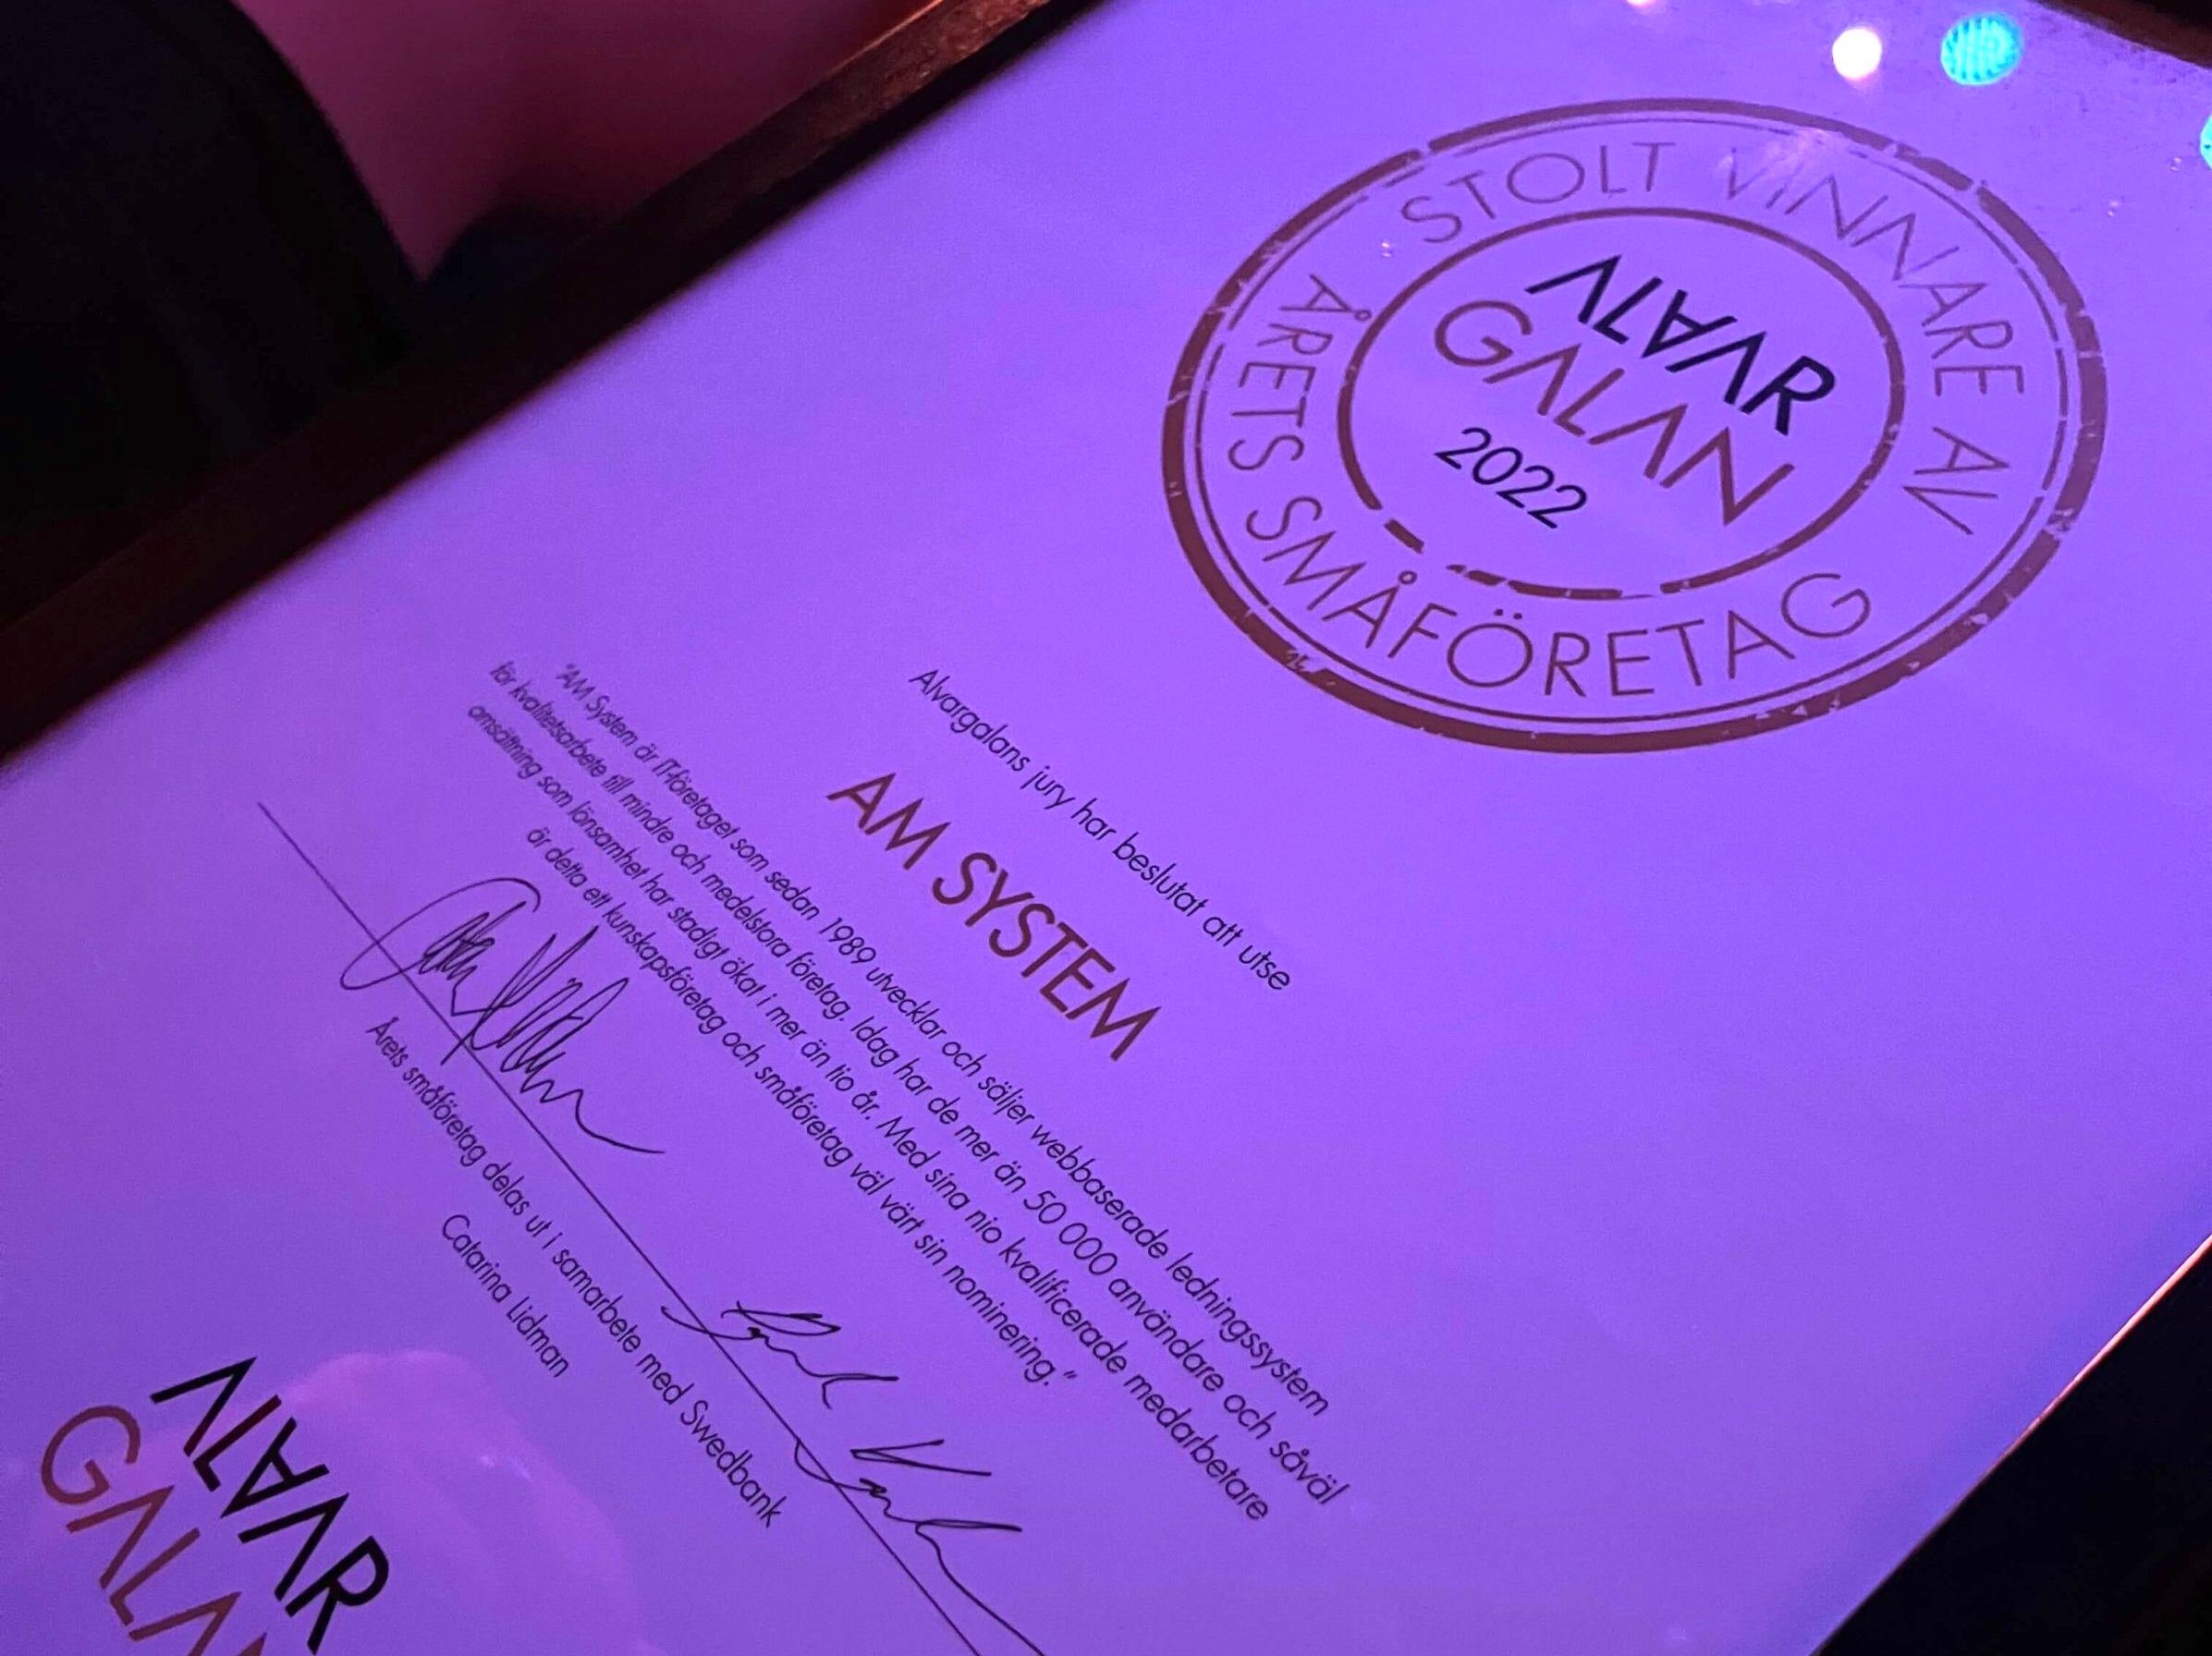 STOLT VINNARE AV
ALVAR
GALAN
2022
ÅRETS SMÅFÖRETAG
Alvargalans jury har beslutat att utse
AM SYSTEM
"AM System är IT-företaget som sedan 1989 utvecklar och säljer webbaserade ledningssystem
för kvalitetsarbete till mindre och medelstora företag. Idag har de mer än 50 000 användare och såväl
omsättning som lönsamhet har stadigt ökat i mer än tio år. Med sina nio kvalificerade medarbetare
är detta ett kunskapsföretag och småföretag väl värt sin nominering."
Årets småföretag delas ut i samarbete med Swedbank
Catarina Lidman
ALVAR
GALAN